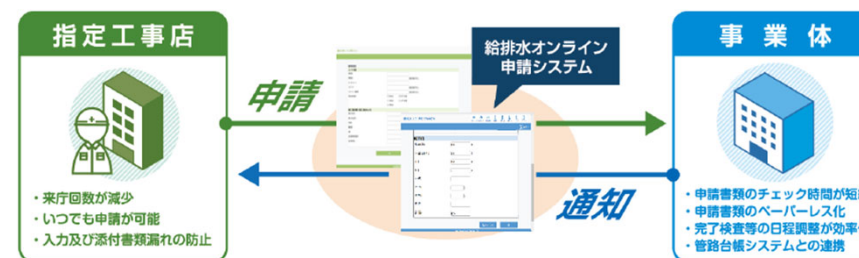 指定工事店
・来庁回数が減少
・いつでも申請が可能
・入力及び添付書類漏れの防止
申請
給排水オンライン
申請システム
通知
事業体
・申請書類のチェック時間が短
・申請書類のペーパーレス化
・完了検査等の日程調整が効率
・管路台帳システムとの連携